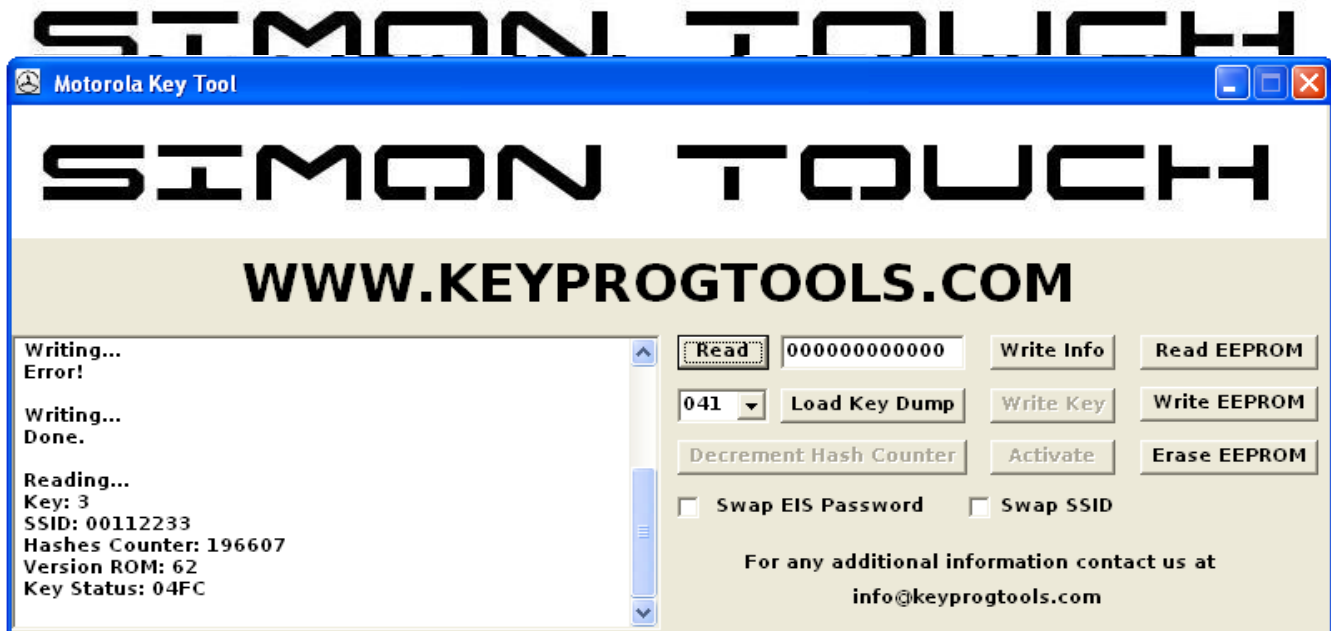 SIMON TOUCH
Motorola Key Tool
SIMON TOUCH
WWW.KEYPROGTOOLS.COM
Writing...
Error!
Writing...
Done.
Reading...
Key: 3
SSID: 00112233
Hashes Counter: 196607
Version ROM: 62
Key Status: 04FC
Read 000000000000 Write Info Read EEPROM
041 Load Key Dump Write Key Write EEPROM
Decrement Hash Counter Activate Erase EEPROM
Swap EIS Password Swap SSID
For any additional information contact us at
info@keyprogtools.com